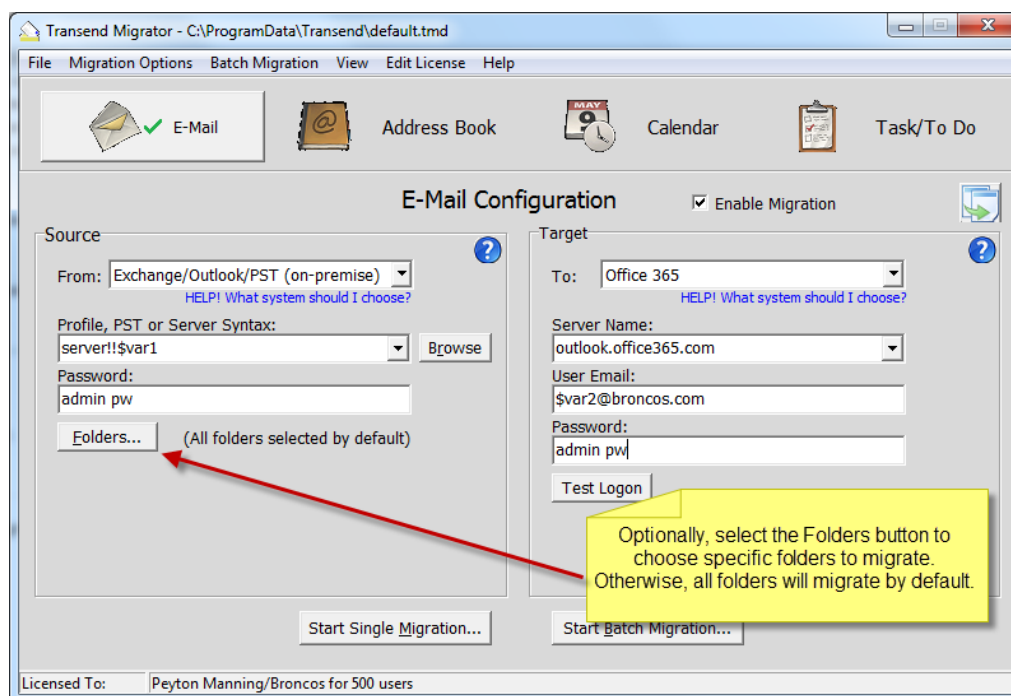 Transend Migrator - C:\ProgramData\Transend\default.tmd
File Migration Options Batch Migration View Edit License Help
E-Mail
Address Book
MAY
9
Calendar
Task/To Do
E-Mail Configuration
Enable Migration
Source
?
From: Exchange/Outlook/PST (on-premise)
HELP! What system should I choose?
Profile, PST or Server Syntax:
server!!$var1
Browse
Password:
admin pw
Folders... (All folders selected by default)
Target
?
To: Office 365
HELP! What system should I choose?
Server Name:
outlook.office365.com
User Email:
$var2@broncos.com
Password:
admin pw
Test Logon
Optionally, select the Folders button to
choose specific folders to migrate.
Otherwise, all folders will migrate by default.
Start Single Migration...
Start Batch Migration...
Licensed To: Peyton Manning/Broncos for 500 users